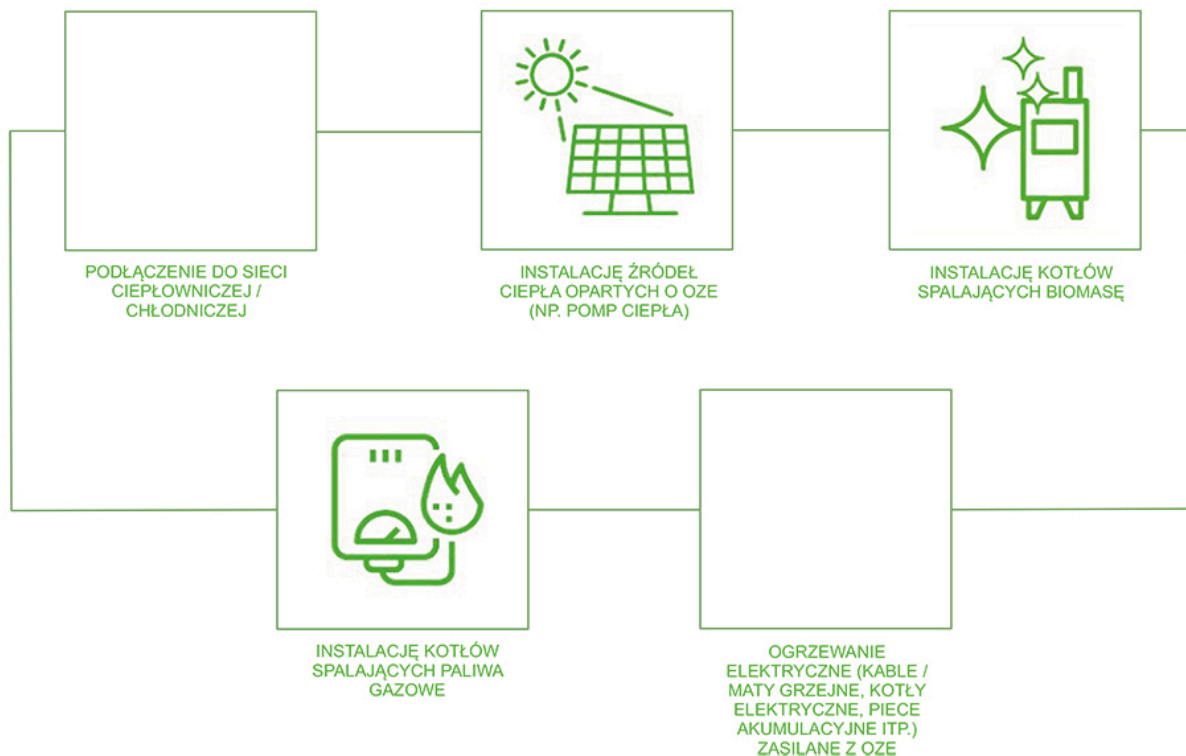 PODŁĄCZENIE DO SIECI
CIEPŁOWNICZEJ /
CHŁODNICZEJ
INSTALACJĘ ŹRÓDEŁ
CIEPŁA OPARTYCH O OZE
(NP. POMP CIEPŁA)
INSTALACJĘ KOTŁÓW
SPALAJĄCYCH BIOMASĘ
INSTALACJĘ KOTŁÓW
SPALAJĄCYCH PALIWA
GAZOWE
OGRZEWANIE
ELEKTRYCZNE (KABLE /
MATY GRZEJNE, KOTŁY
ELEKTRYCZNE, PIECE
AKUMULACYJNE ITP.)
ZASILANE Z OZE